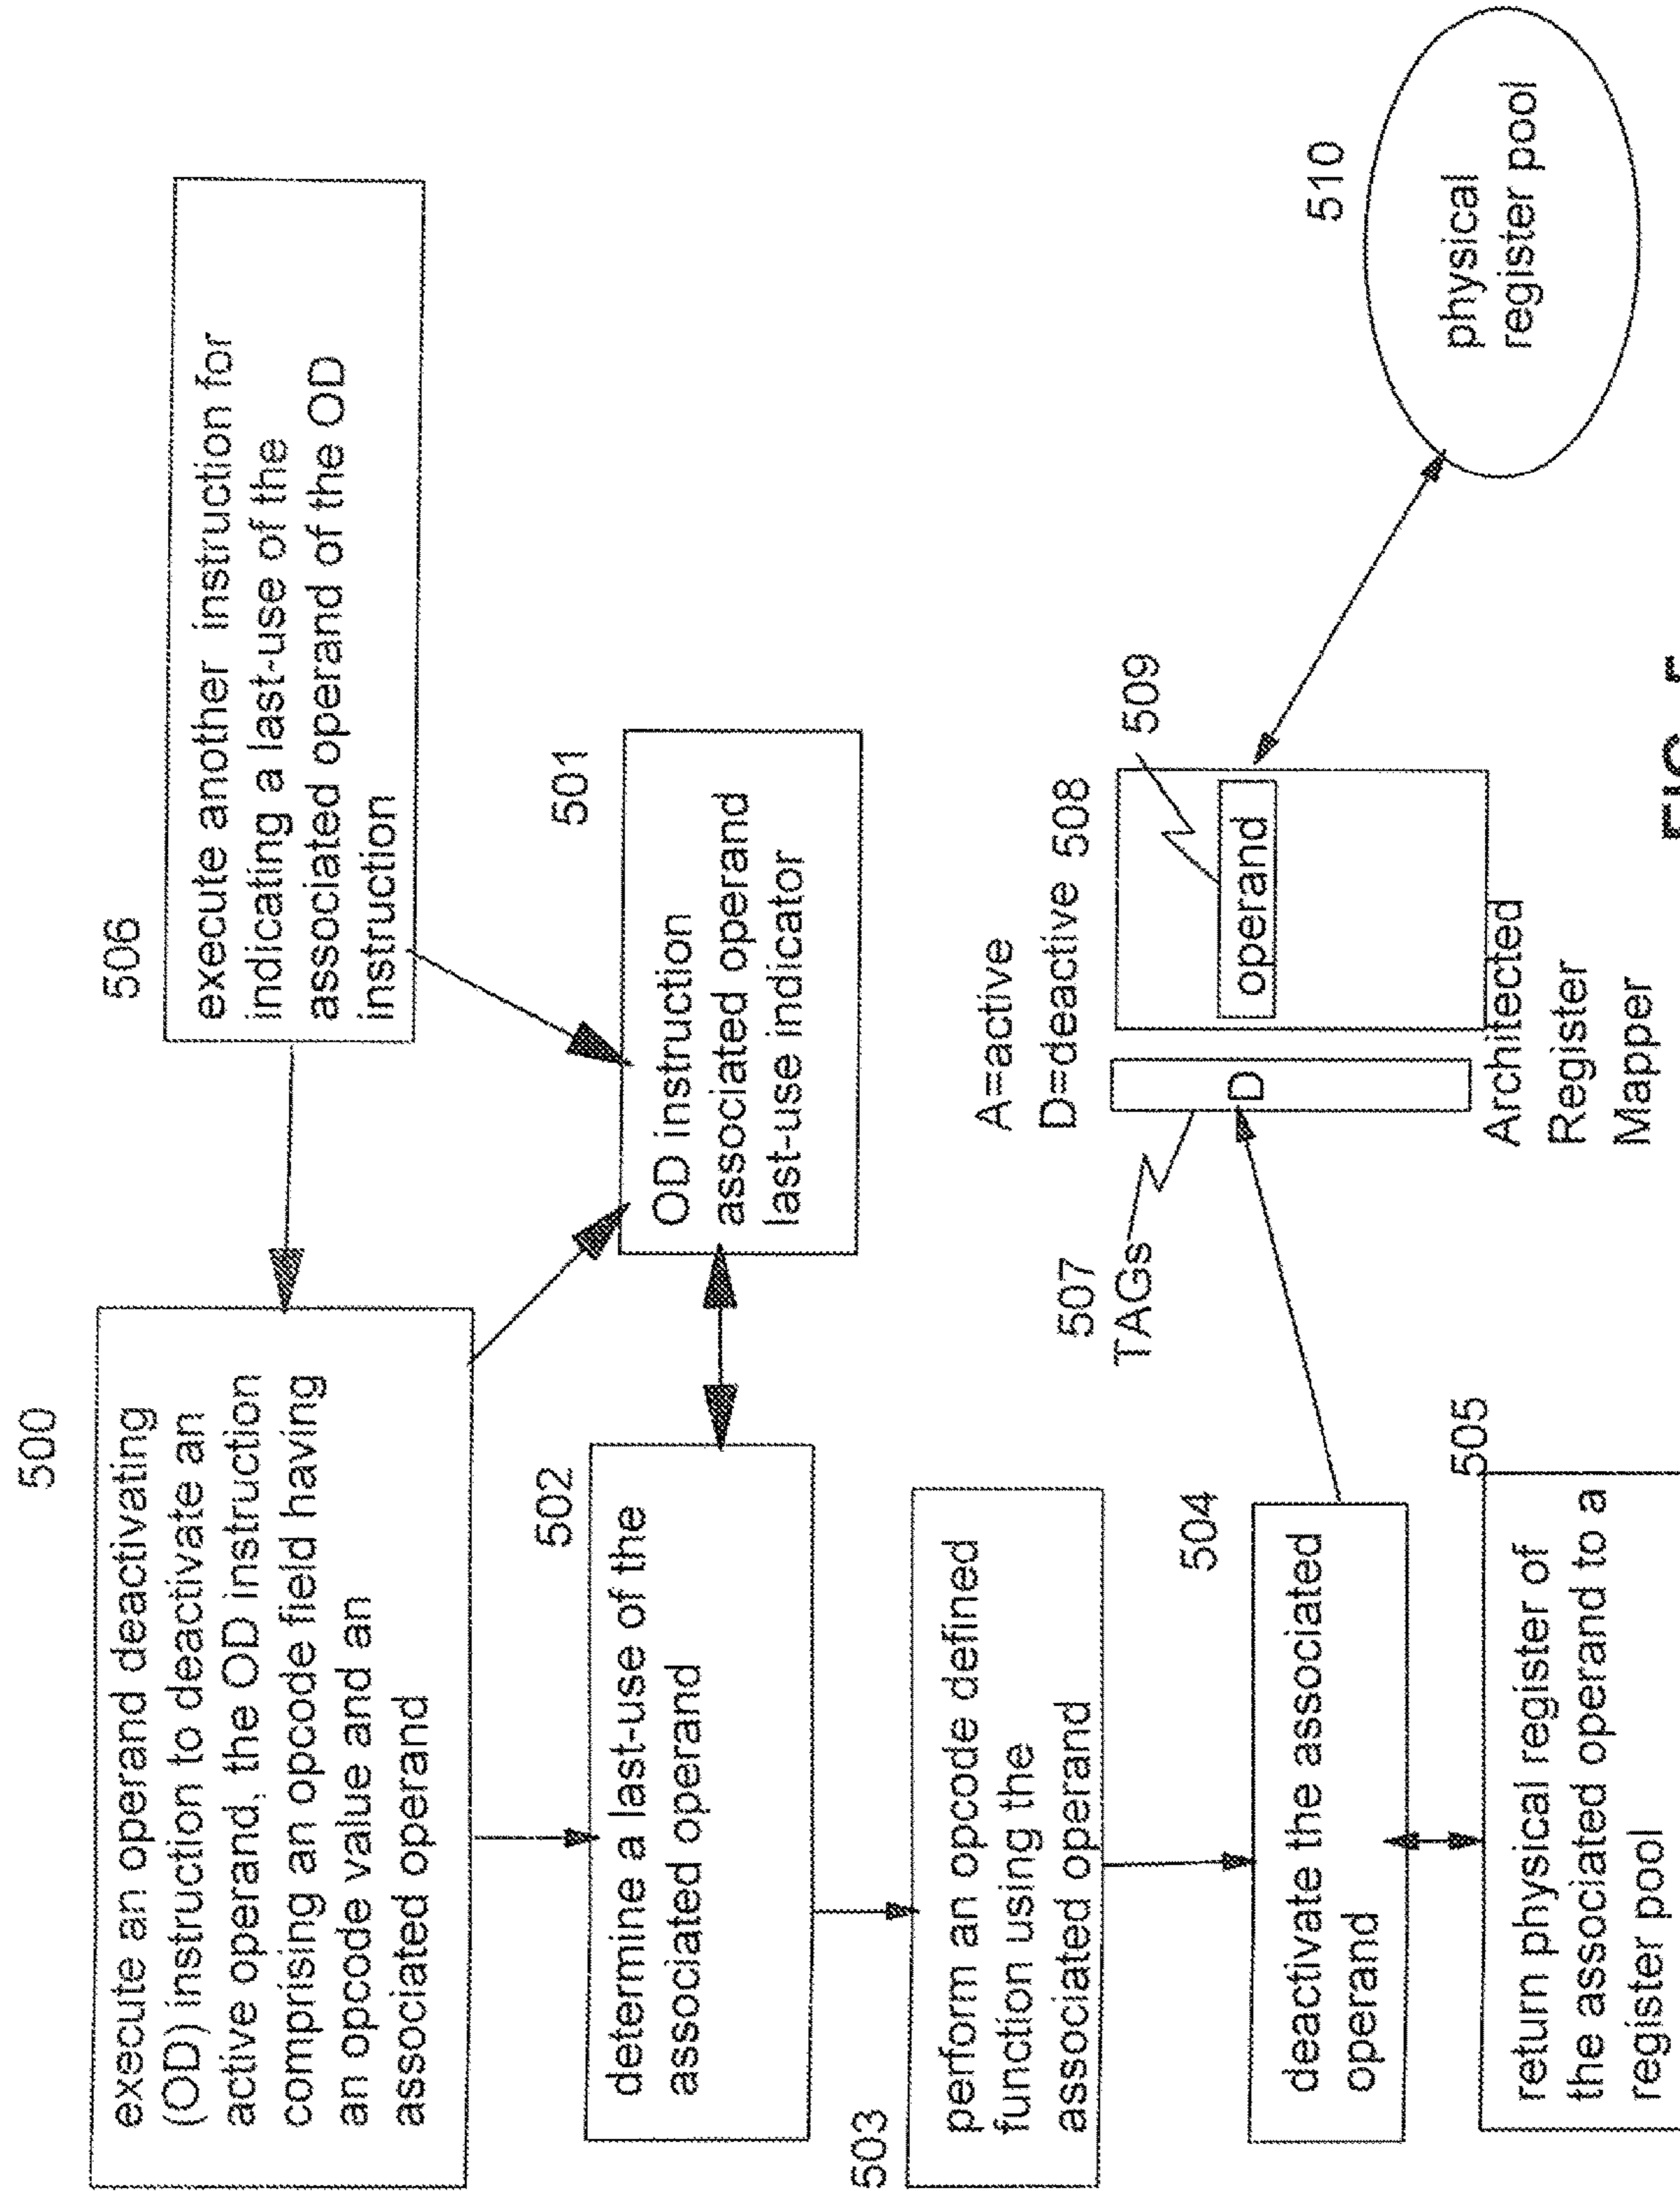 500
execute an operand deactivating
(OD) instruction to deactivate an
active operand, the OD instruction
comprising an opcode field having
an opcode value and an
associated operand
506
execute another instruction for
indicating a last-use of the
associated operand of the OD
instruction
501
OD instruction
associated operand
last-use indicator
502
determine a last-use of the
associated operand
503
perform an opcode defined
function using the
associated operand
504
deactivate the associated
operand
505
return physical register of
the associated operand to a
register pool
507
TAGs
A=active
D=deactive 508
D
operand
509
Architected
Register
Mapper
510
physical
register pool